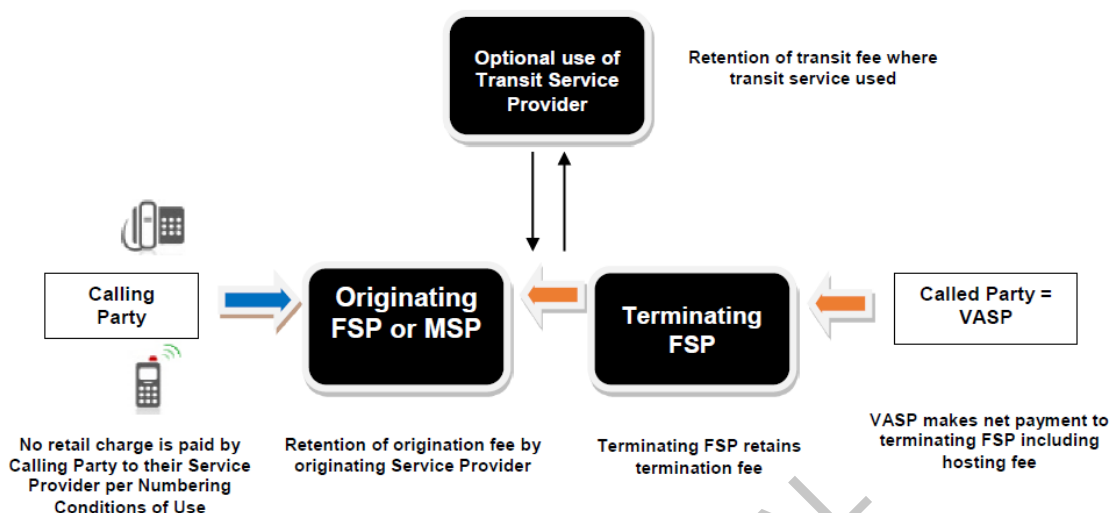 Optional use of
Transit Service
Provider
Retention of transit fee where
transit service used
Calling
Party
Originating
FSP or MSP
Terminating
FSP
Called Party =
VASP
No retail charge is paid by
Calling Party to their Service
Provider per Numbering
Conditions of Use
Retention of origination fee by
originating Service Provider
Terminating FSP retains
termination fee
VASP makes net payment to
terminating FSP including
hosting fee